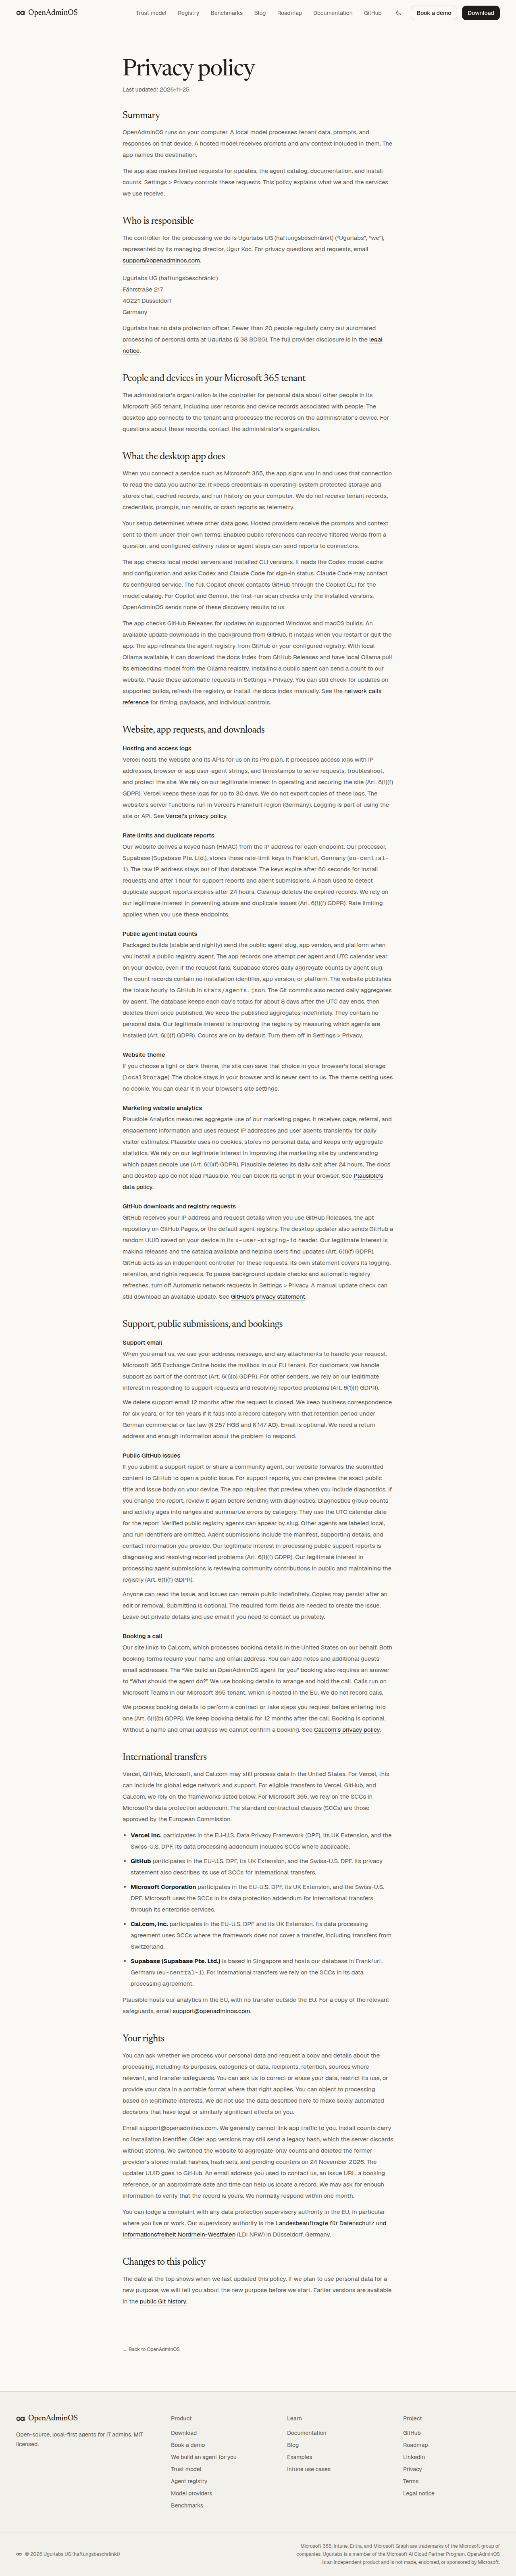 OpenAdminOS
Trust model Registry Benchmarks Blog Roadmap Documentation GitHub Book a demo Download
Privacy policy
Last updated: 2026-11-25
Summary
OpenAdminOS runs on your computer. A local model processes tenant data, prompts, and
responses on that device. A hosted model receives prompts and any context included in them. The
app names the destination.
The app also makes limited requests for updates, the agent catalog, documentation, and install
counts. Settings > Privacy controls these requests. This policy explains what we and the services
we use receive.
Who is responsible
The controller for the processing we do is Ugurlabs UG (haftungsbeschränkt) ("Ugurlabs", "we"),
represented by its managing director, Ugur Koc. For privacy questions and requests, email
support@openadminos.com.
Ugurlabs UG (haftungsbeschränkt)
Fährstraße 217
40221 Düsseldorf
Germany
Ugurlabs has no data protection officer. Fewer than 20 people regularly carry out automated
processing of personal data at Ugurlabs (§ 38 BDSG). The full provider disclosure is in the legal
notice.
People and devices in your Microsoft 365 tenant
The administrator's organization is the controller for personal data about other people in its
Microsoft 365 tenant, including user records and device records associated with people. The
desktop app connects to the tenant and processes the records on the administrator's device. For
questions about these records, contact the administrator's organization.
What the desktop app does
When you connect a service such as Microsoft 365, the app signs you in and uses that connection
to read the data you authorize. It keeps credentials in operating-system protected storage and
stores chat, cached records, and run history on your computer. We do not receive tenant records,
credentials, prompts, run results, or crash reports as telemetry.
Your setup determines where other data goes. Hosted providers receive the prompts and context
sent to them under their own terms. Enabled public references can receive filtered words from a
question, and configured delivery rules or agent steps can send reports to connectors.
The app checks local model servers and installed CLI versions. It reads the Codex model cache
and configuration and asks Codex and Claude Code for sign-in status. Claude Code may contact
its configured service. The full Copilot check contacts GitHub through the Copilot CLI for the
model catalog. For Copilot and Gemini, the first-run scan checks only the installed versions.
OpenAdminOS sends none of these discovery results to us.
The app checks GitHub Releases for updates on supported Windows and macOS builds. An
available update downloads in the background from GitHub. It installs when you restart or quit the
app. The app refreshes the agent registry from GitHub or your configured registry. With local
Ollama available, it can download the docs index from GitHub Releases and have local Ollama pull
its embedding model from the Ollama registry. Installing a public agent can send a count to our
website. Pause these automatic requests in Settings > Privacy. You can still check for updates on
supported builds, refresh the registry, or install the docs index manually. See the network calls
reference for timing, payloads, and individual controls.
Website, app requests, and downloads
Hosting and access logs
Vercel hosts the website and its APIs for us on its Pro plan. It processes access logs with IP
addresses, browser or app user-agent strings, and timestamps to serve requests, troubleshoot,
and protect the site. We rely on our legitimate interest in operating and securing the site (Art. 6(1)(f)
GDPR). Vercel keeps these logs for up to 30 days. We do not export copies of these logs. The
website's server functions run in Vercel's Frankfurt region (Germany). Logging is part of using the
site or API. See Vercel's privacy policy.
Rate limits and duplicate reports
Our website derives a keyed hash (HMAC) from the IP address for each endpoint. Our processor,
Supabase (Supabase Pte. Ltd.), stores these rate-limit keys in Frankfurt, Germany (eu-central-
1). The raw IP address stays out of that database. The keys expire after 60 seconds for install
requests and after 1 hour for support reports and agent submissions. A hash used to detect
duplicate support reports expires after 24 hours. Cleanup deletes the expired records. We rely on
our legitimate interest in preventing abuse and duplicate issues (Art. 6(1)(f) GDPR). Rate limiting
applies when you use these endpoints.
Public agent install counts
Packaged builds (stable and nightly) send the public agent slug, app version, and platform when
you install a public registry agent. The app records one attempt per agent and UTC calendar year
on your device, even if the request fails. Supabase stores daily aggregate counts by agent slug.
The count records contain no installation identifier, app version, or platform. The website publishes
the totals hourly to GitHub in stats/agents.json. The Git commits also record daily aggregates
by agent. The database keeps each day's totals for about 8 days after the UTC day ends, then
deletes them once published. We keep the published aggregates indefinitely. They contain no
personal data. Our legitimate interest is improving the registry by measuring which agents are
installed (Art. 6(1)(f) GDPR). Counts are on by default. Turn them off in Settings > Privacy.
Website theme
If you choose a light or dark theme, the site can save that choice in your browser's local storage
(localStorage). The choice stays in your browser and is never sent to us. The theme setting uses
no cookie. You can clear it in your browser's site settings.
Marketing website analytics
Plausible Analytics measures aggregate use of our marketing pages. It receives page, referral, and
engagement information and uses request IP addresses and user agents transiently for daily
visitor estimates. Plausible uses no cookies, stores no personal data, and keeps only aggregate
statistics. We rely on our legitimate interest in improving the marketing site by understanding
which pages people use (Art. 6(1)(f) GDPR). Plausible deletes its daily salt after 24 hours. The docs
and desktop app do not load Plausible. You can block its script in your browser. See Plausible's
data policy.
GitHub downloads and registry requests
GitHub receives your IP address and request details when you use GitHub Releases, the apt
repository on GitHub Pages, or the default agent registry. The desktop updater also sends GitHub a
random UUID saved on your device in its x-user-staging-id header. Our legitimate interest is
making releases and the catalog available and helping users find updates (Art. 6(1)(f) GDPR).
GitHub acts as an independent controller for these requests. Its own statement covers its logging,
retention, and rights requests. To pause background update checks and automatic registry
refreshes, turn off Automatic network requests in Settings > Privacy. A manual update check can
still download an available update. See GitHub's privacy statement.
Support, public submissions, and bookings
Support email
When you email us, we use your address, message, and any attachments to handle your request.
Microsoft 365 Exchange Online hosts the mailbox in our EU tenant. For customers, we handle
support as part of the contract (Art. 6(1)(b) GDPR). For other senders, we rely on our legitimate
interest in responding to support requests and resolving reported problems (Art. 6(1)(f) GDPR).
We delete support email 12 months after the request is closed. We keep business correspondence
for six years, or for ten years if it falls into a record category with that retention period under
German commercial or tax law (§ 257 HGB and § 147 AO). Email is optional. We need a return
address and enough information about the problem to respond.
Public GitHub issues
If you submit a support report or share a community agent, our website forwards the submitted
content to GitHub to open a public issue. For support reports, you can preview the exact public
title and issue body on your device. The app requires that preview when you include diagnostics. If
you change the report, review it again before sending with diagnostics. Diagnostics group counts
and activity ages into ranges and summarize errors by category. They use the UTC calendar date
for the report. Verified public registry agents can appear by slug. Other agents are labeled local,
and run identifiers are omitted. Agent submissions include the manifest, supporting details, and
contact information you provide. Our legitimate interest in processing public support reports is
diagnosing and resolving reported problems (Art. 6(1)(f) GDPR). Our legitimate interest in
processing agent submissions is reviewing community contributions in public and maintaining the
registry (Art. 6(1)(f) GDPR).
Anyone can read the issue, and issues can remain public indefinitely. Copies may persist after an
edit or removal. Submitting is optional. The required form fields are needed to create the issue.
Leave out private details and use email if you need to contact us privately.
Booking a call
Our site links to Cal.com, which processes booking details in the United States on our behalf. Both
booking forms require your name and email address. You can add notes and additional guests'
email addresses. The "We build an OpenAdminOS agent for you" booking also requires an answer
to "What should the agent do?" We use booking details to arrange and hold the call. Calls run on
Microsoft Teams in our Microsoft 365 tenant, which is hosted in the EU. We do not record calls.
We process booking details to perform a contract or take steps you request before entering into
one (Art. 6(1)(b) GDPR). We keep booking details for 12 months after the call. Booking is optional.
Without a name and email address we cannot confirm a booking. See Cal.com's privacy policy.
International transfers
Vercel, GitHub, Microsoft, and Cal.com may still process data in the United States. For Vercel, this
can include its global edge network and support. For eligible transfers to Vercel, GitHub, and
Cal.com, we rely on the frameworks listed below. For Microsoft 365, we rely on the SCCs in
Microsoft's data protection addendum. The standard contractual clauses (SCCs) are those
approved by the European Commission.
• Vercel Inc. participates in the EU-U.S. Data Privacy Framework (DPF), its UK Extension, and the
Swiss-U.S. DPF. Its data processing addendum includes SCCs where applicable.
• GitHub participates in the EU-U.S. DPF, its UK Extension, and the Swiss-U.S. DPF. Its privacy
statement also describes its use of SCCs for international transfers.
• Microsoft Corporation participates in the EU-U.S. DPF, its UK Extension, and the Swiss-U.S.
DPF. Microsoft uses the SCCs in its data protection addendum for international transfers
through its enterprise services.
• Cal.com, Inc. participates in the EU-U.S. DPF and its UK Extension. Its data processing
agreement uses SCCs where the framework does not cover a transfer, including transfers from
Switzerland.
• Supabase (Supabase Pte. Ltd.) is based in Singapore and hosts our database in Frankfurt,
Germany (eu-central-1). For international transfers we rely on the SCCs in its data
processing agreement.
Plausible hosts our analytics in the EU, with no transfer outside the EU. For a copy of the relevant
safeguards, email support@openadminos.com.
Your rights
You can ask whether we process your personal data and request a copy and details about the
processing, including its purposes, categories of data, recipients, retention, sources where
relevant, and transfer safeguards. You can ask us to correct or erase your data, restrict its use, or
provide your data in a portable format where that right applies. You can object to processing
based on legitimate interests. We do not use the data described here to make solely automated
decisions that have legal or similarly significant effects on you.
Email support@openadminos.com. We generally cannot link app traffic to you. Install counts carry
no installation identifier. Older app versions may still send a legacy hash, which the server discards
without storing. We switched the website to aggregate-only counts and deleted the former
provider's stored install hashes, hash sets, and pending counters on 24 November 2026. The
updater UUID goes to GitHub. An email address you used to contact us, an issue URL, a booking
reference, or an approximate date and time can help us locate a record. We may ask for enough
information to verify that the record is yours. We normally respond within one month.
You can lodge a complaint with any data protection supervisory authority in the EU, in particular
where you live or work. Our supervisory authority is the Landesbeauftragte für Datenschutz und
Informationsfreiheit Nordrhein-Westfalen (LDI NRW) in Düsseldorf, Germany.
Changes to this policy
The date at the top shows when we last updated this policy. If we plan to use personal data for a
new purpose, we will tell you about the new purpose before we start. Earlier versions are available
in the public Git history.
← Back to OpenAdminOS
OpenAdminOS
Open-source, local-first agents for IT admins. MIT
licensed.
Product
Download
Book a demo
We build an agent for you
Trust model
Agent registry
Model providers
Benchmarks
Learn
Documentation
Blog
Examples
Intune use cases
Project
GitHub
Roadmap
LinkedIn
Privacy
Terms
Legal notice
© 2026 Ugurlabs UG (haftungsbeschränkt)
Microsoft 365, Intune, Entra, and Microsoft Graph are trademarks of the Microsoft group of
companies. Ugurlabs is a member of the Microsoft AI Cloud Partner Program. OpenAdminOS
is an independent product and is not made, endorsed, or sponsored by Microsoft.